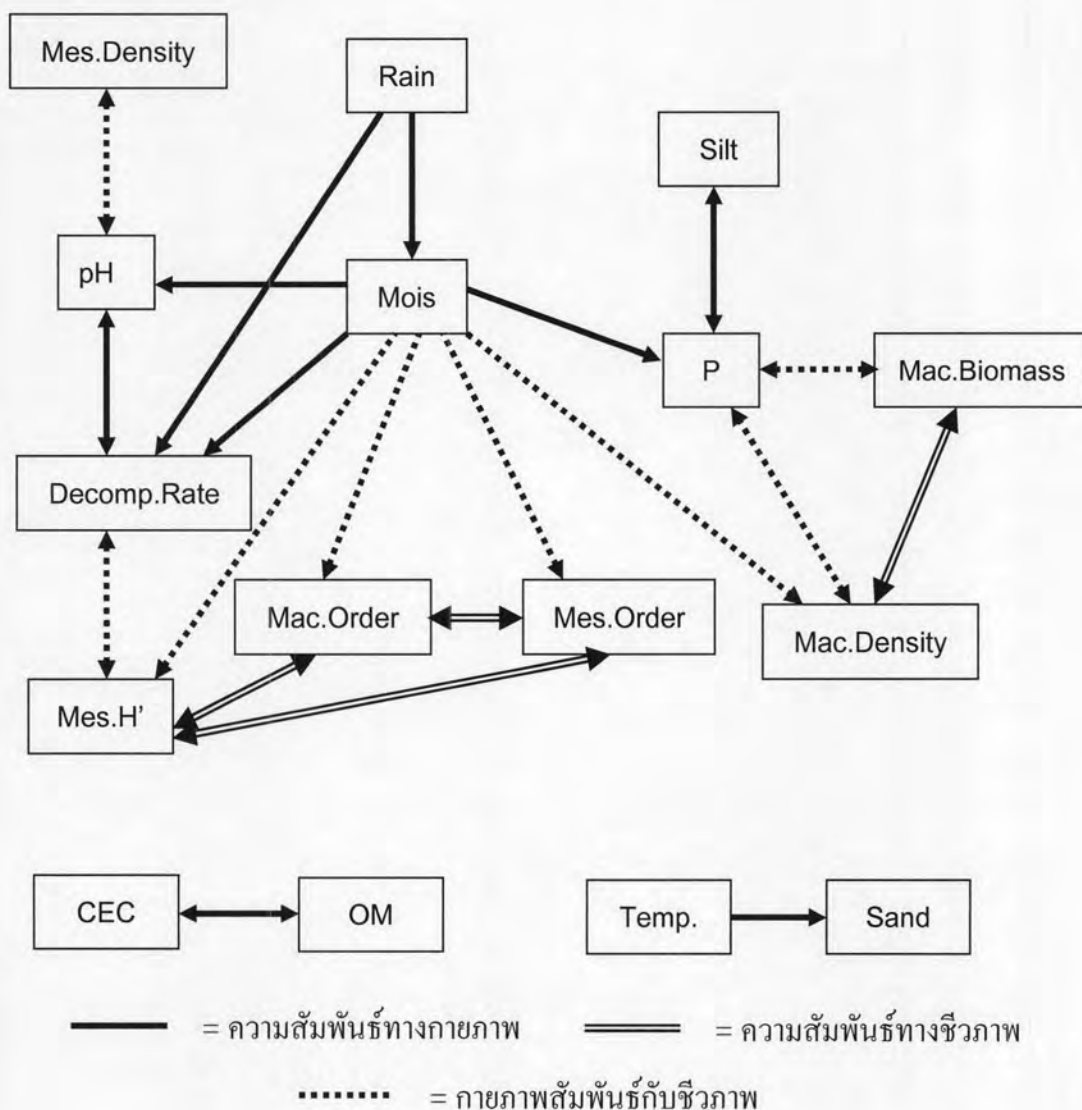 Mes.Density
Rain
Silt
pH
Mois
P
Mac.Biomass
Decomp.Rate
Mac.Order
Mes.Order
Mac.Density
Mes.H’
CEC
OM
Temp.
Sand
= ความสัมพันธ์ทางกายภาพ
= ความสัมพันธ์ทางชีวภาพ
= กายภาพสัมพันธ์กับชีวภาพ